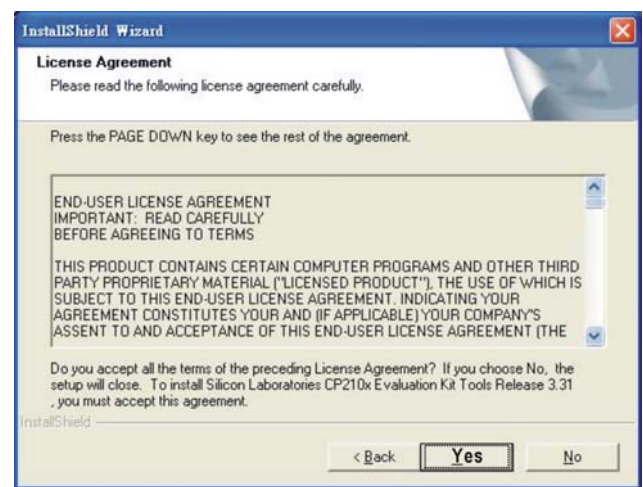 InstallShield Wizard
License Agreement
Please read the following license agreement carefully.
Press the PAGE DOWN key to see the rest of the agreement.
END-USER LICENSE AGREEMENT
IMPORTANT: READ CAREFULLY
BEFORE AGREEING TO TERMS
THIS PRODUCT CONTAINS CERTAIN COMPUTER PROGRAMS AND OTHER THIRD
PARTY PROPRIETARY MATERIAL ("LICENSED PRODUCT"), THE USE OF WHICH IS
SUBJECT TO THIS END-USER LICENSE AGREEMENT. INDICATING YOUR
AGREEMENT CONSTITUTES YOUR AND (IF APPLICABLE) YOUR COMPANY'S
ASSENT TO AND ACCEPTANCE OF THIS END-USER LICENSE AGREEMENT (THE
Do you accept all the terms of the preceding License Agreement? If you choose No, the
setup will close. To install Silicon Laboratories CP210x Evaluation Kit Tools Release 3.31
, you must accept this agreement.
InstallShield
< Back Yes No